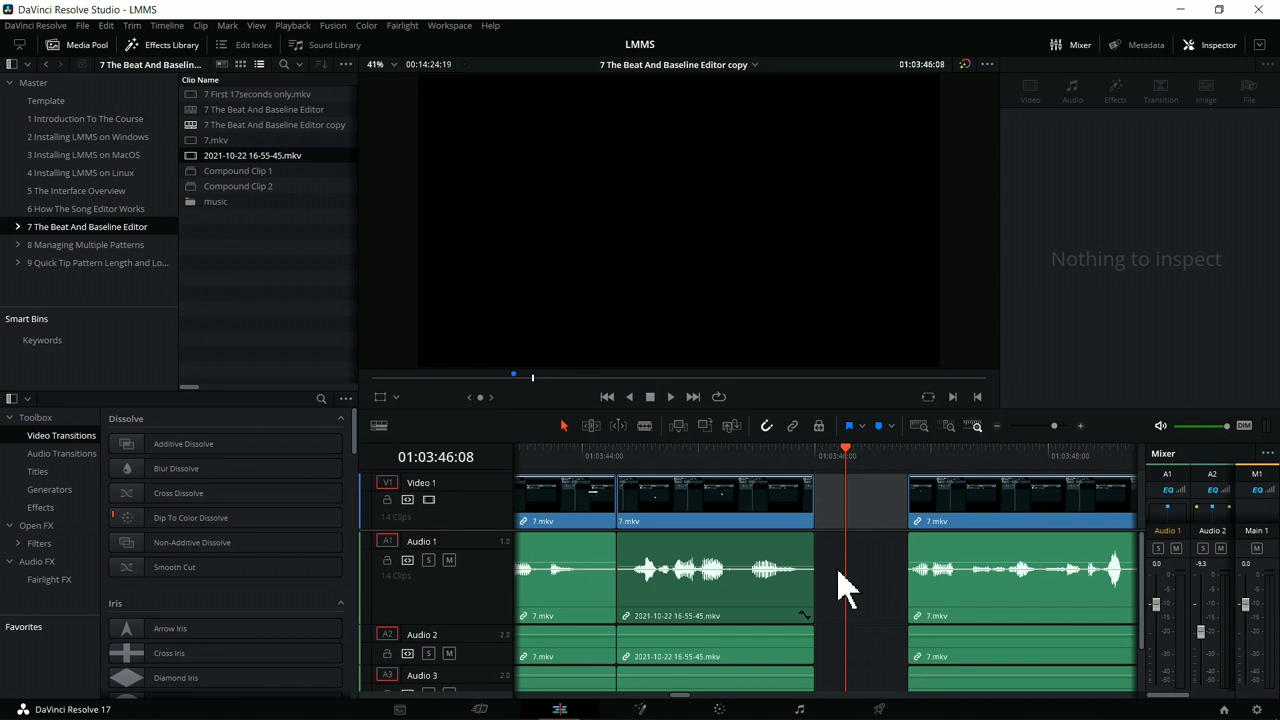 DaVinci Resolve Studio - LMMS
DaVinci Resolve File Edit Trim Timeline Clip Mark View Playback Fusion Color Fairlight Workspace Help
Media Pool Effects Library Edit Index Sound Library LMMS Mixer Metadata Inspector
7 The Beat And Baselin... 41% 00:14:24:19 7 The Beat And Baseline Editor copy 01:03:46:08
Master
Template
1 Introduction To The Course
2 Installing LMMS on Windows
3 Installing LMMS on MacOS
4 Installing LMMS on Linux
5 The Interface Overview
6 How The Song Editor Works
7 The Beat And Baseline Editor
8 Managing Multiple Patterns
9 Quick Tip Pattern Length and Lo...
Smart Bins
Keywords
Clip Name
7 First 17seconds only.mkv
7 The Beat And Baseline Editor
7 The Beat And Baseline Editor copy
7.mkv
2021-10-22 16-55-45.mkv
Compound Clip 1
Compound Clip 2
music
Video Audio Effects Transition Image File
Nothing to inspect
Toolbox
Video Transitions
Audio Transitions
Titles
Generators
Effects
Open FX
Filters
Audio FX
Fairlight FX
Favorites
Dissolve
Additive Dissolve
Blur Dissolve
Cross Dissolve
Dip To Color Dissolve
Non-Additive Dissolve
Smooth Cut
Iris
Arrow Iris
Cross Iris
Diamond Iris
DIM
01:03:46:08
01:03:44:00 01:03:46:00 01:03:48:00
V1 Video 1
14 Clips
7.mkv 7.mkv 7.mkv
A1 Audio 1 1.0
S M
14 Clips
7.mkv 2021-10-22 16-55-45.mkv 7.mkv
A2 Audio 2 2.0
S M
7.mkv 2021-10-22 16-55-45.mkv 7.mkv
A3 Audio 3 2.0
Mixer
A1 A2 M1
EQ EQ EQ
Audio 1 Audio 2 Main 1
S M S M M
0.0 -9.3 0.0
DaVinci Resolve 17